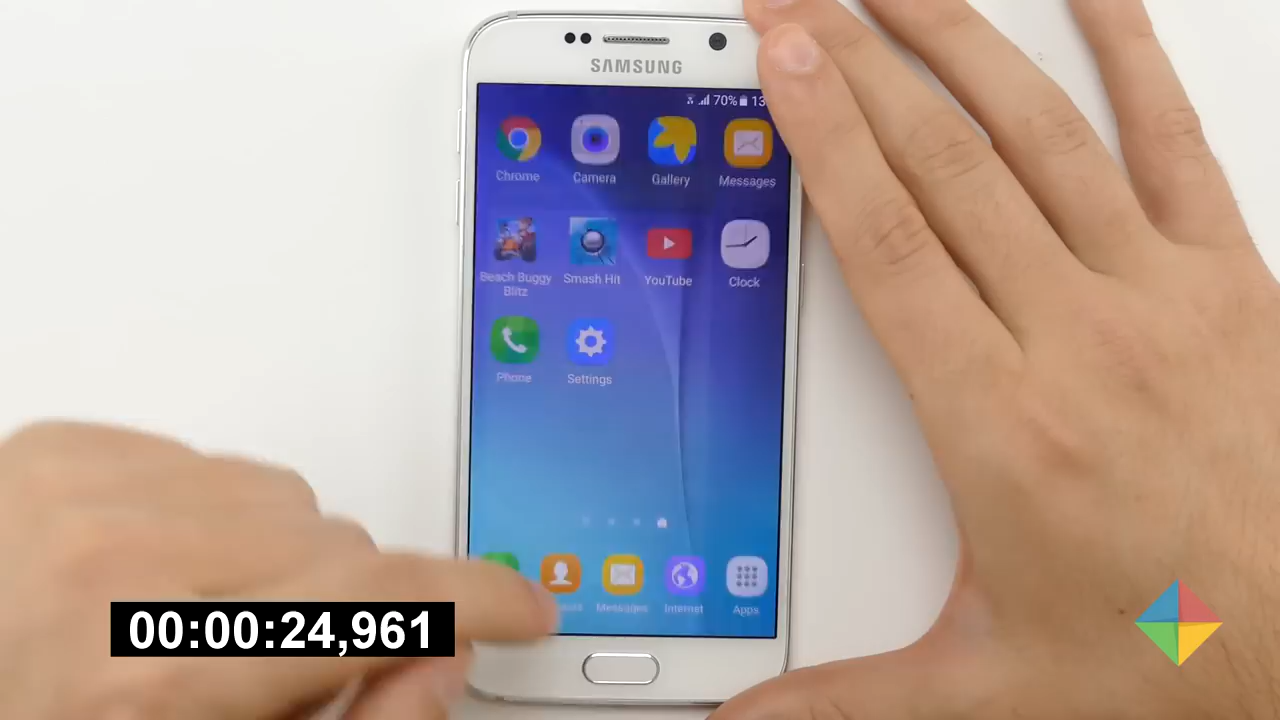 SAMSUNG
70% 13
Chrome Camera Gallery Messages
Beach Buggy Blitz Smash Hit YouTube Clock
Phone Settings
Messages Internet Apps
00:00:24,961